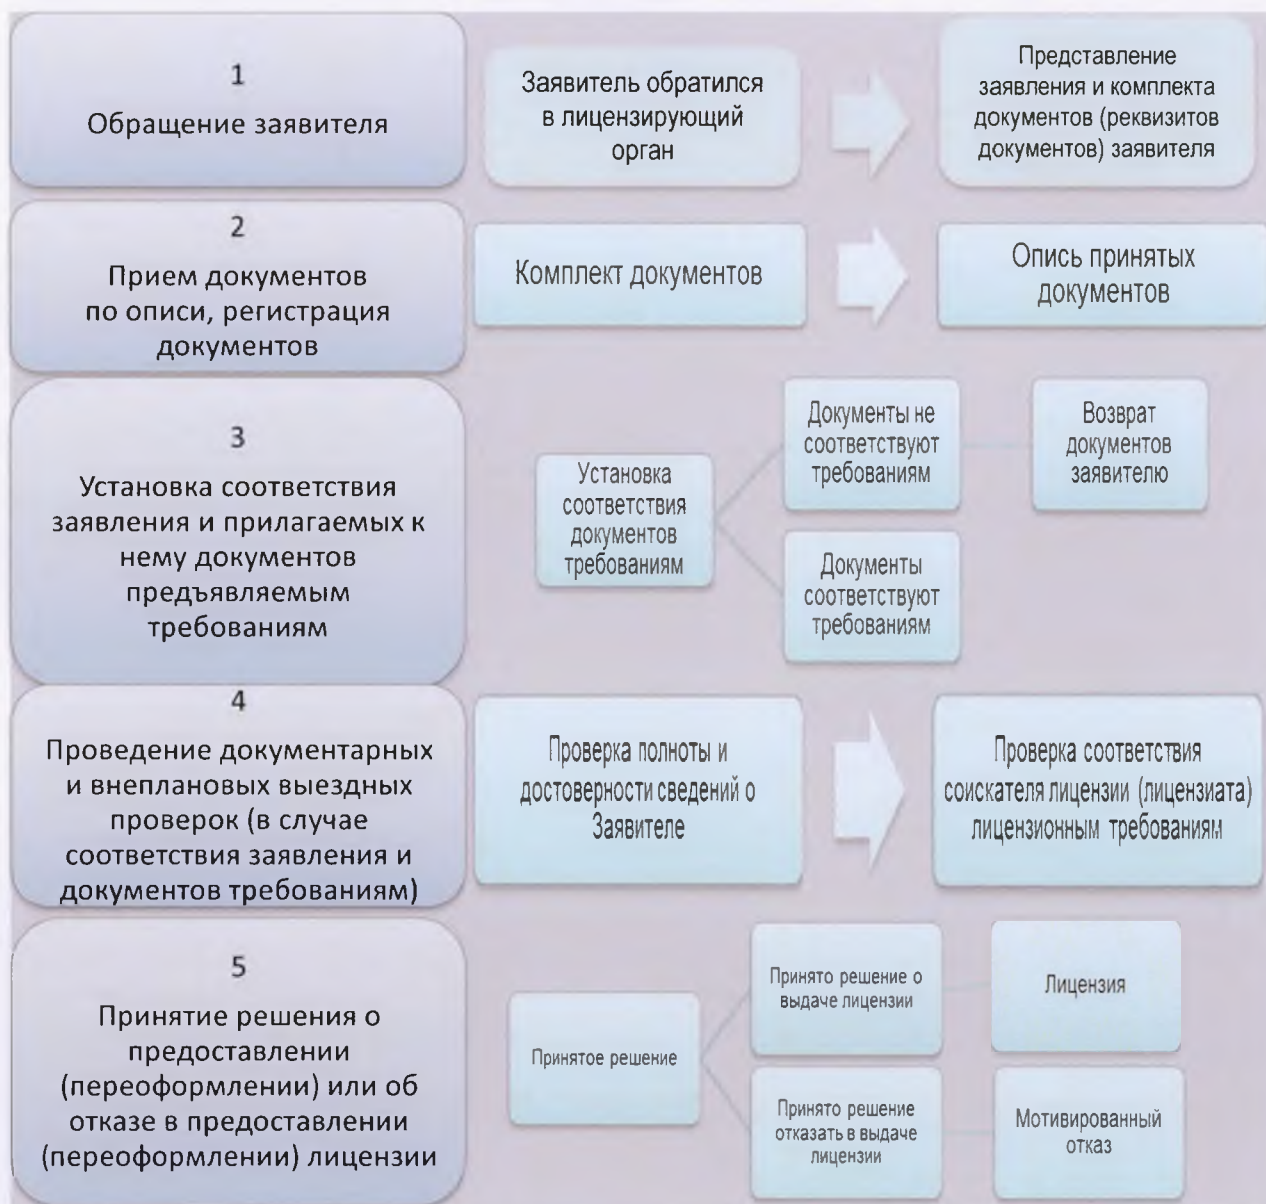 1
Обращение заявителя
Заявитель обратился
в лицензирующий
орган
Представление
заявления и комплекта
документов (реквизитов
документов) заявителя
2
Прием документов
по описи, регистрация
документов
Комплект документов
Опись принятых
документов
3
Установка соответствия
заявления и прилагаемых к
нему документов
предъявляемым
требованиям
Установка
соответствия
документов
требованиям
Документы не
соответствуют
требованиям
Возврат
документов
заявителю
Документы
соответствуют
требованиям
4
Проведение документарных
и внеплановых выездных
проверок (в случае
соответствия заявления и
документов требованиям)
Проверка полноты и
достоверности сведений о
Заявителе
Проверка соответствия
соискателя лицензии (лицензиата)
лицензионным требованиям
5
Принятие решения о
предоставлении
(переоформлении) или об
отказе в предоставлении
(переоформлении) лицензии
Принятое решение
Принято решение о
выдаче лицензии
Лицензия
Принято решение
отказать в выдаче
лицензии
Мотивированный
отказ